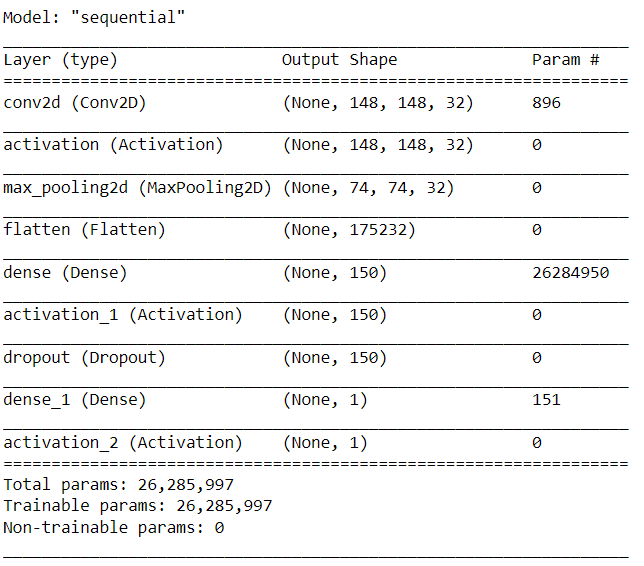 Model: "sequential"
Layer (type) Output Shape Param #
conv2d (Conv2D) (None, 148, 148, 32) 896
activation (Activation) (None, 148, 148, 32) 0
max_pooling2d (MaxPooling2D) (None, 74, 74, 32) 0
flatten (Flatten) (None, 175232) 0
dense (Dense) (None, 150) 26284950
activation_1 (Activation) (None, 150) 0
dropout (Dropout) (None, 150) 0
dense_1 (Dense) (None, 1) 151
activation_2 (Activation) (None, 1) 0
Total params: 26,285,997
Trainable params: 26,285,997
Non-trainable params: 0